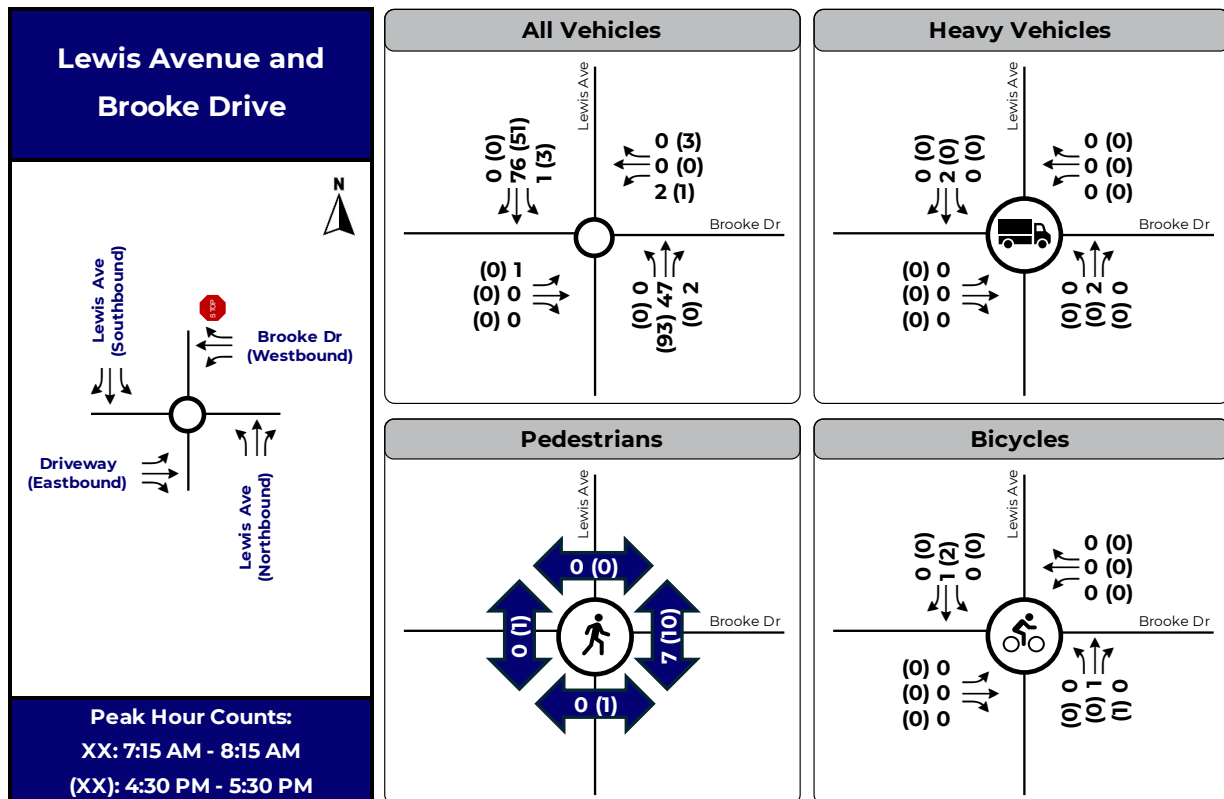 Lewis Avenue and
Brooke Drive
N
Lewis Ave
(Southbound)
STOP
Brooke Dr
(Westbound)
Driveway
(Eastbound)
Lewis Ave
(Northbound)
Peak Hour Counts:
XX: 7:15 AM - 8:15 AM
(XX): 4:30 PM - 5:30 PM
All Vehicles
Lewis Ave
0 (0)
76 (51)
1 (3)
0 (3)
0 (0)
2 (1)
Brooke Dr
(0) 1
(0) 0
(0) 0
(0) 0
(93) 47
(0) 2
Heavy Vehicles
Lewis Ave
0 (0)
2 (0)
0 (0)
0 (0)
0 (0)
0 (0)
Brooke Dr
(0) 0
(0) 0
(0) 0
(0) 0
(0) 2
(0) 0
Pedestrians
Lewis Ave
0 (0)
0 (1)
7 (10)
Brooke Dr
0 (1)
Bicycles
Lewis Ave
0 (0)
1 (2)
0 (0)
0 (0)
0 (0)
0 (0)
Brooke Dr
(0) 0
(0) 0
(0) 0
(0) 0
(0) 1
(1) 0